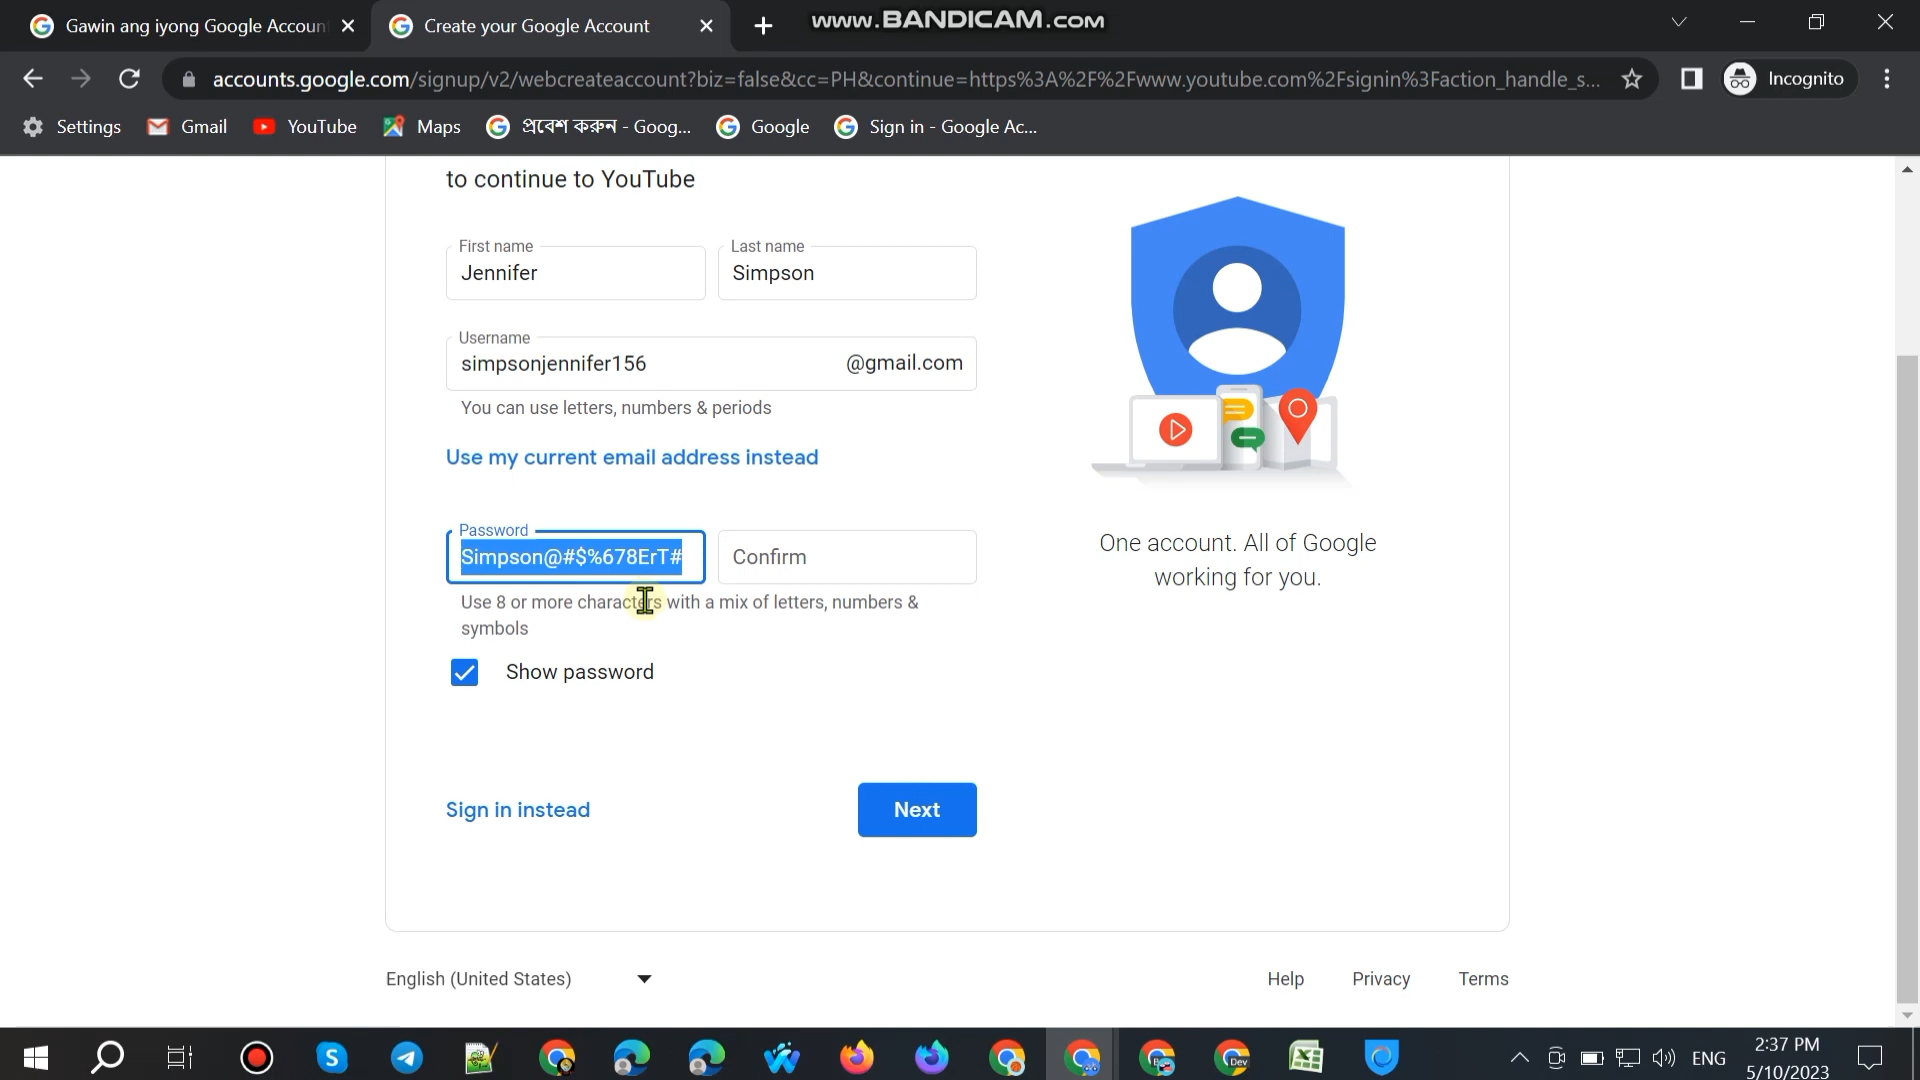 Gawin ang iyong Google Accoun
Create your Google Account
www.BANDICAM.com
accounts.google.com/signup/v2/webcreateaccount?biz=false&cc=PH&continue=https%3A%2F%2Fwww.youtube.com%2Fsignin%3Faction_handle_s...
Incognito
Settings
Gmail
YouTube
Maps
প্রবেশ করুন - Goog...
Google
Sign in - Google Ac...
to continue to YouTube
First name
Last name
Jennifer
Simpson
Username
simpsonjennifer156
@gmail.com
You can use letters, numbers & periods
Use my current email address instead
Password
Simpson@#$%678ErT#
Confirm
Use 8 or more characters with a mix of letters, numbers &
symbols
Show password
Sign in instead
Next
One account. All of Google
working for you.
English (United States)
Help
Privacy
Terms
Dev
ENG
2:37 PM
5/10/2023